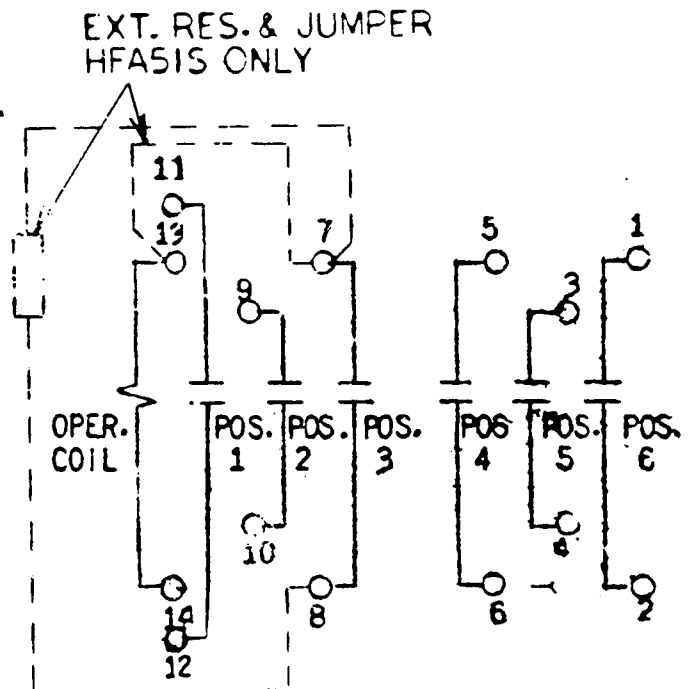 EXT. RES. & JUMPER
HFA51S ONLY
11
13
7
5
1
9
3
OPER.
COIL
POS.
1
POS.
2
POS.
3
POS
4
POS.
5
POS.
6
10
4
14
8
6
2
12